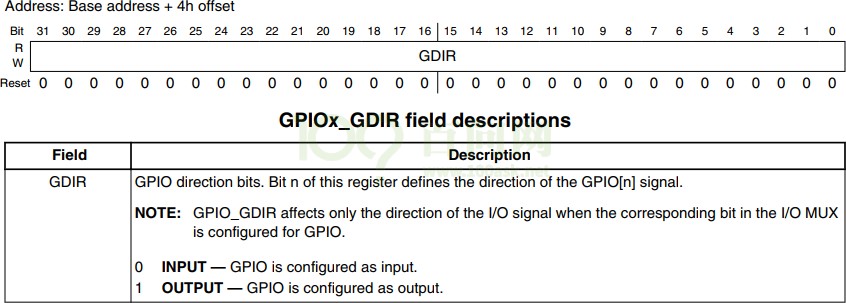 Address: Base address + 4h offset
Bit 31 30 29 28 27 26 25 24 23 22 21 20 19 18 17 16 15 14 13 12 11 10 9 8 7 6 5 4 3 2 1 0
R
GDIR
W
Reset 0 0 0 0 0 0 0 0 0 0 0 0 0 0 0 0 0 0 0 0 0 0 0 0 0 0 0 0 0 0 0 0
GPIOx_GDIR field descriptions
Field Description
GDIR GPIO direction bits. Bit n of this register defines the direction of the GPIO[n] signal.
NOTE: GPIO_GDIR affects only the direction of the I/O signal when the corresponding bit in the I/O MUX
is configured for GPIO.
0 INPUT — GPIO is configured as input.
1 OUTPUT — GPIO is configured as output.